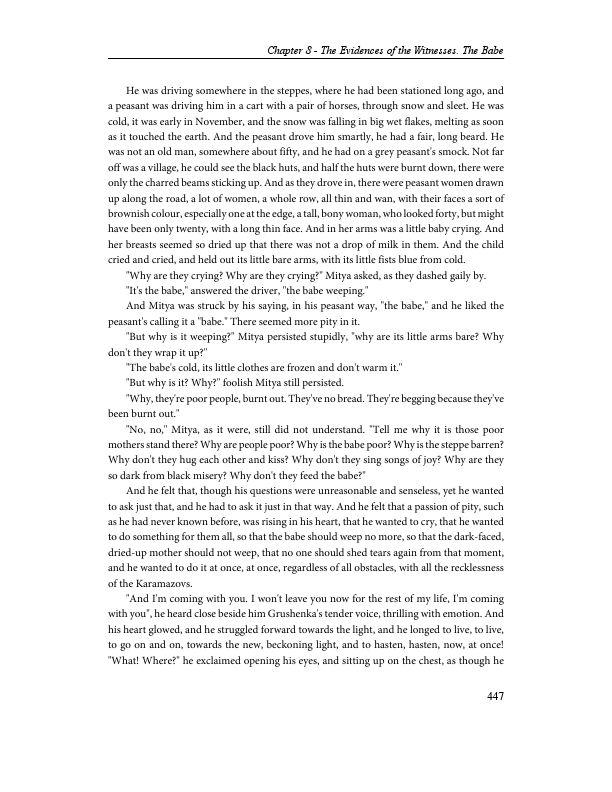 Chapter 8 - The Evidences of the Witnesses. The Babe
He was driving somewhere in the steppes, where he had been stationed long ago, and
a peasant was driving him in a cart with a pair of horses, through snow and sleet. He was
cold, it was early in November, and the snow was falling in big wet flakes, melting as soon
as it touched the earth. And the peasant drove him smartly, he had a fair, long beard. He
was not an old man, somewhere about fifty, and he had on a grey peasant's smock. Not far
off was a village, he could see the black huts, and half the huts were burnt down, there were
only the charred beams sticking up. And as they drove in, there were peasant women drawn
up along the road, a lot of women, a whole row, all thin and wan, with their faces a sort of
brownish colour, especially one at the edge, a tall, bony woman, who looked forty, but might
have been only twenty, with a long thin face. And in her arms was a little baby crying. And
her breasts seemed so dried up that there was not a drop of milk in them. And the child
cried and cried, and held out its little bare arms, with its little fists blue from cold.
"Why are they crying? Why are they crying?" Mitya asked, as they dashed gaily by.
"It's the babe," answered the driver, "the babe weeping."
And Mitya was struck by his saying, in his peasant way, "the babe," and he liked the
peasant's calling it a "babe." There seemed more pity in it.
"But why is it weeping?" Mitya persisted stupidly, "why are its little arms bare? Why
don't they wrap it up?"
"The babe's cold, its little clothes are frozen and don't warm it."
"But why is it? Why?" foolish Mitya still persisted.
"Why, they're poor people, burnt out. They've no bread. They're begging because they've
been burnt out."
"No, no," Mitya, as it were, still did not understand. "Tell me why it is those poor
mothers stand there? Why are people poor? Why is the babe poor? Why is the steppe barren?
Why don't they hug each other and kiss? Why don't they sing songs of joy? Why are they
so dark from black misery? Why don't they feed the babe?"
And he felt that, though his questions were unreasonable and senseless, yet he wanted
to ask just that, and he had to ask it just in that way. And he felt that a passion of pity, such
as he had never known before, was rising in his heart, that he wanted to cry, that he wanted
to do something for them all, so that the babe should weep no more, so that the dark-faced,
dried-up mother should not weep, that no one should shed tears again from that moment,
and he wanted to do it at once, at once, regardless of all obstacles, with all the recklessness
of the Karamazovs.
"And I'm coming with you. I won't leave you now for the rest of my life, I'm coming
with you", he heard close beside him Grushenka's tender voice, thrilling with emotion. And
his heart glowed, and he struggled forward towards the light, and he longed to live, to live,
to go on and on, towards the new, beckoning light, and to hasten, hasten, now, at once!
"What! Where?" he exclaimed opening his eyes, and sitting up on the chest, as though he
447